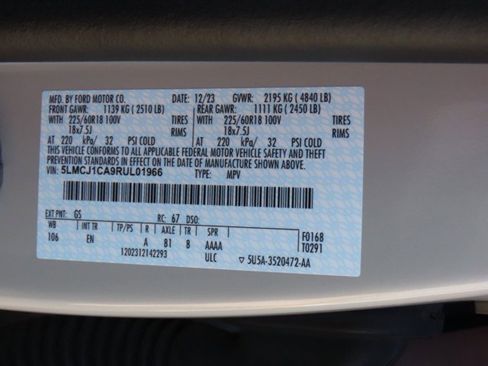 MFD. BY FORD MOTOR CO. DATE: 12/23 GVWR: 2195 KG ( 4840 LB)
FRONT GAWR: 1139 KG ( 2510 LB) REAR GAWR: 1111 KG ( 2450 LB)
WITH 225/60R18 100V TIRES WITH 225/60R18 100V TIRES
18x7.5J RIMS 18x7.5J RIMS
AT 220 kPa/ 32 PSI COLD AT 220 kPa/ 32 PSI COLD
THIS VEHICLE CONFORMS TO ALL APPLICABLE FEDERAL MOTOR VEHICLE SAFETY
AND THEFT PREVENTION STANDARDS IN EFFECT ON THE DATE OF MANUFACTURE SHOWN ABOVE.
VIN: 5LMCJ1CA9RUL01966 TYPE: MPV
EXT PNT: GS RC: 67 DSO:
WB INT TR TP/PS R AXLE TR SPR F0168
106 EN A 81 8 AAAA T0291
1202312142293 ULC ▽ 5U5A-3520472-AA